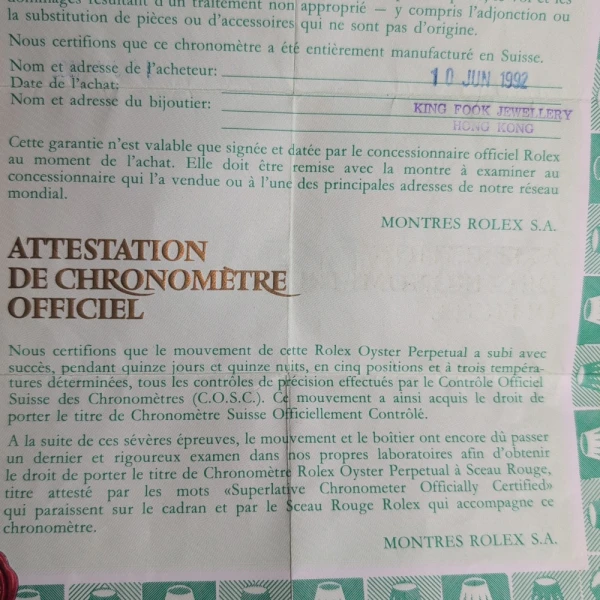 dommages résultant d'un traitement non approprié — y compris l'adjonction ou
la substitution de pièces ou d'accessoires qui ne sont pas d'origine.
Nous certifions que ce chronomètre a été entièrement manufacturé en Suisse.
Nom et adresse de l'acheteur:
Date de l'achat: 10 JUN 1992
Nom et adresse du bijoutier: KING FOOK JEWELLERY
HONG KONG
Cette garantie n'est valable que signée et datée par le concessionnaire officiel Rolex
au moment de l'achat. Elle doit être remise avec la montre à examiner au
concessionnaire qui l'a vendue ou à l'une des principales adresses de notre réseau
mondial.
MONTRES ROLEX S.A.
ATTESTATION
DE CHRONOMÈTRE
OFFICIEL
Nous certifions que le mouvement de cette Rolex Oyster Perpetual a subi avec
succès, pendant quinze jours et quinze nuits, en cinq positions et à trois tempéra-
tures déterminées, tous les contrôles de précision effectués par le Contrôle Officiel
Suisse des Chronomètres (C.O.S.C.). Ce mouvement a ainsi acquis le droit de
porter le titre de Chronomètre Suisse Officiellement Contrôlé.
A la suite de ces sévères épreuves, le mouvement et le boîtier ont encore dû passer
un dernier et rigoureux examen dans nos propres laboratoires afin d'obtenir
le droit de porter le titre de Chronomètre Rolex Oyster Perpetual à Sceau Rouge,
titre attesté par les mots «Superlative Chronometer Officially Certified»
qui paraissent sur le cadran et par le Sceau Rouge Rolex qui accompagne ce
chronomètre.
MONTRES ROLEX S.A.